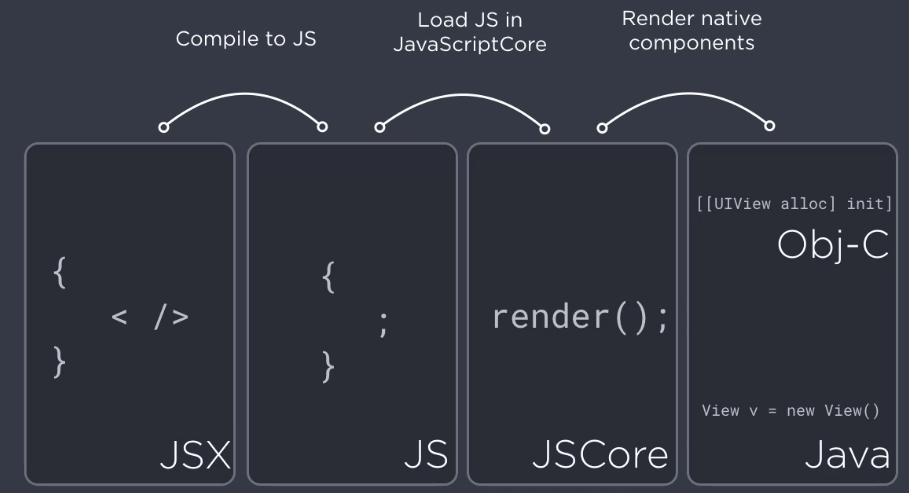 Compile to JS
Load JS in
JavaScriptCore
Render native
components
{
< />
}
JSX
{
;
}
JS
render();
JSCore
[[UIView alloc] init]
Obj-C
View v = new View()
Java